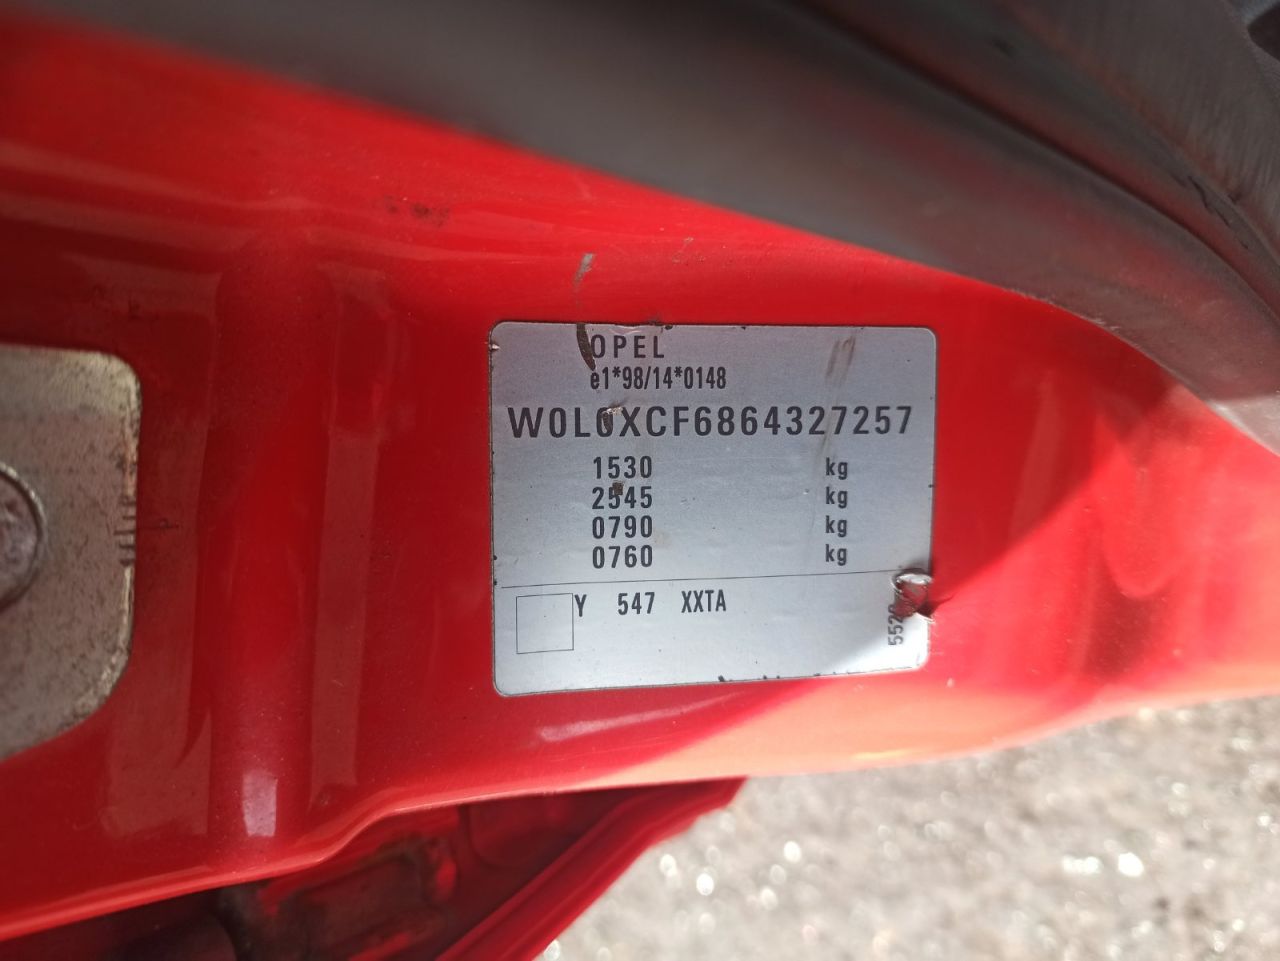 OPEL
e1*98/14*0148
W0L0XCF6864327257
1530 kg
2545 kg
0790 kg
0760 kg
Y 547 XXTA